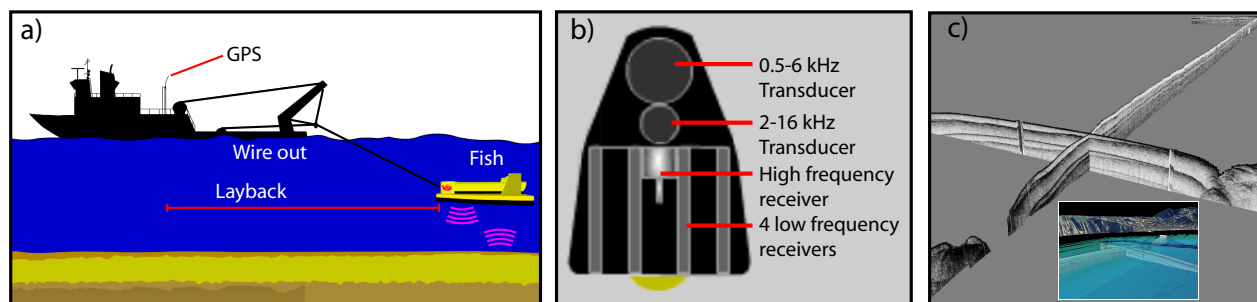 a)
GPS
Wire out
Fish
Layback
b)
0.5-6 kHz
Transducer
2-16 kHz
Transducer
High frequency
receiver
4 low frequency
receivers
c)